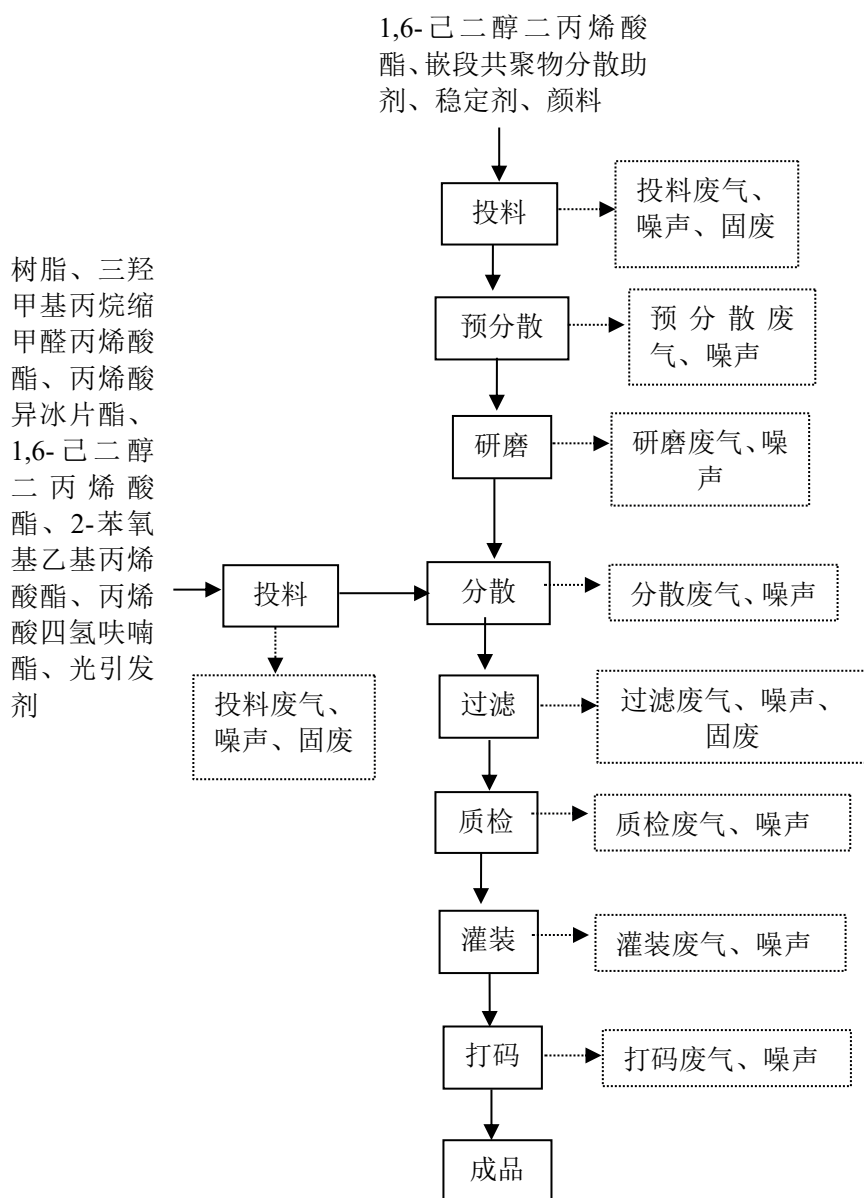 1,6-己二醇二丙烯酸
酯、嵌段共聚物分散助
剂、稳定剂、颜料
投料
投料废气、
噪声、固废
预分散
预分散废
气、噪声
研磨
研磨废气、噪
声
树脂、三羟
甲基丙烷缩
甲醛丙烯酸
酯、丙烯酸
异冰片酯、
1,6-己二醇
二丙烯酸
酯、2-苯氧
基乙基丙烯
酸酯、丙烯
酸四氢呋喃
酯、光引发
剂
投料
投料废气、
噪声、固废
分散
分散废气、噪声
过滤
过滤废气、噪声、
固废
质检
质检废气、噪声
灌装
灌装废气、噪声
打码
打码废气、噪声
成品